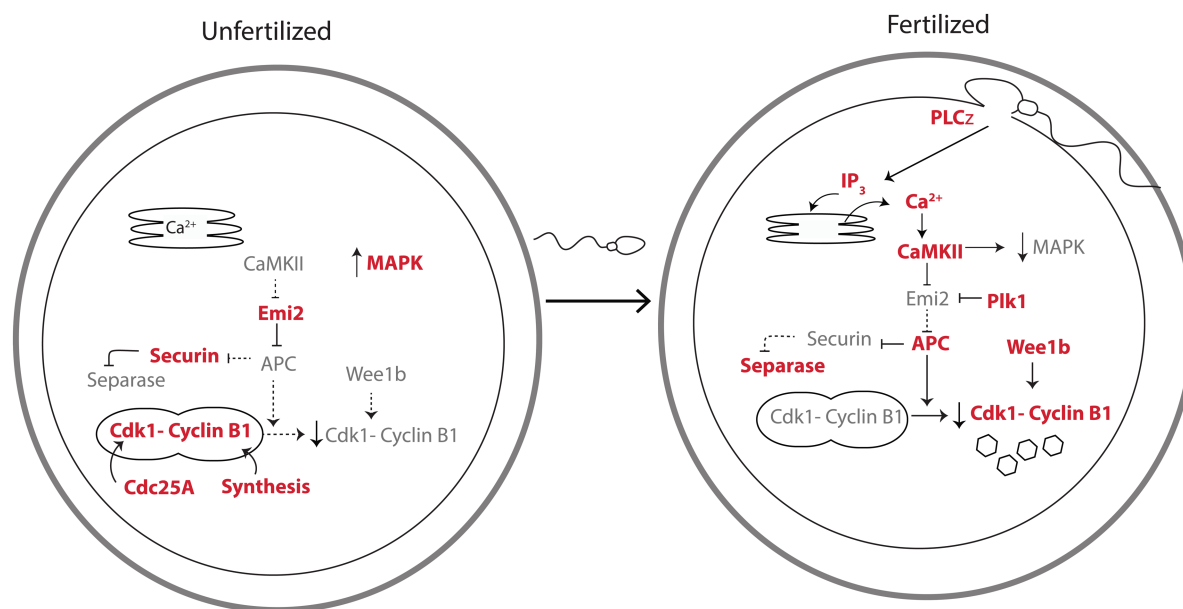 Unfertilized
Ca²⁺
CaMKII
MAPK
Emi2
Securin
APC
Separase
Wee1b
Cdk1- Cyclin B1
Cdk1- Cyclin B1
Cdc25A
Synthesis
Fertilized
PLCz
IP₃
Ca²⁺
CaMKII
MAPK
Emi2
Plk1
Securin
APC
Wee1b
Separase
Cdk1- Cyclin B1
Cdk1- Cyclin B1